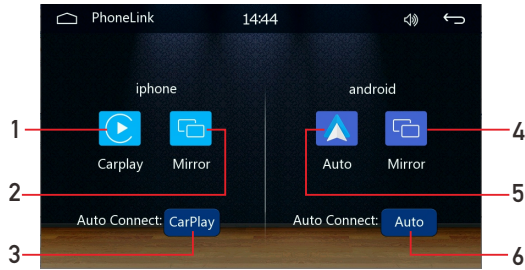 PhoneLink 14:44
iphone android
1 4
Carplay Mirror Auto Mirror
2 5
Auto Connect: CarPlay Auto Connect: Auto
3 6